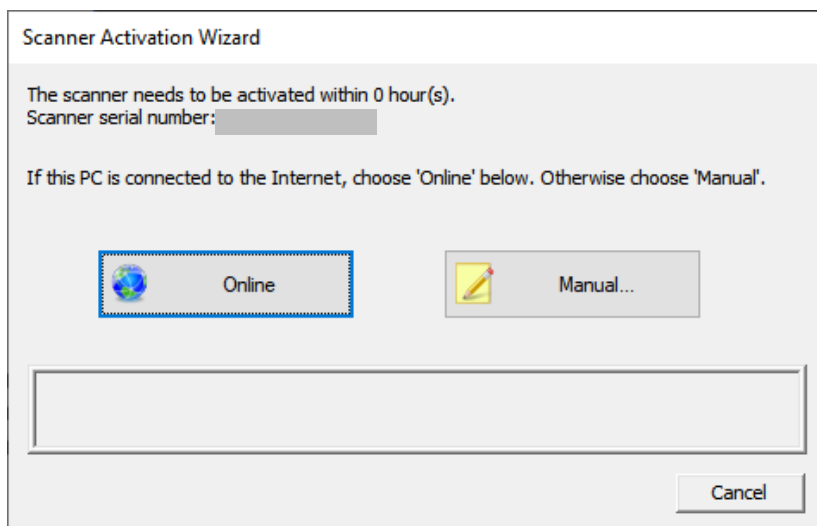 Scanner Activation Wizard
The scanner needs to be activated within 0 hour(s).
Scanner serial number:
If this PC is connected to the Internet, choose 'Online' below. Otherwise choose 'Manual'.
Online
Manual...
Cancel